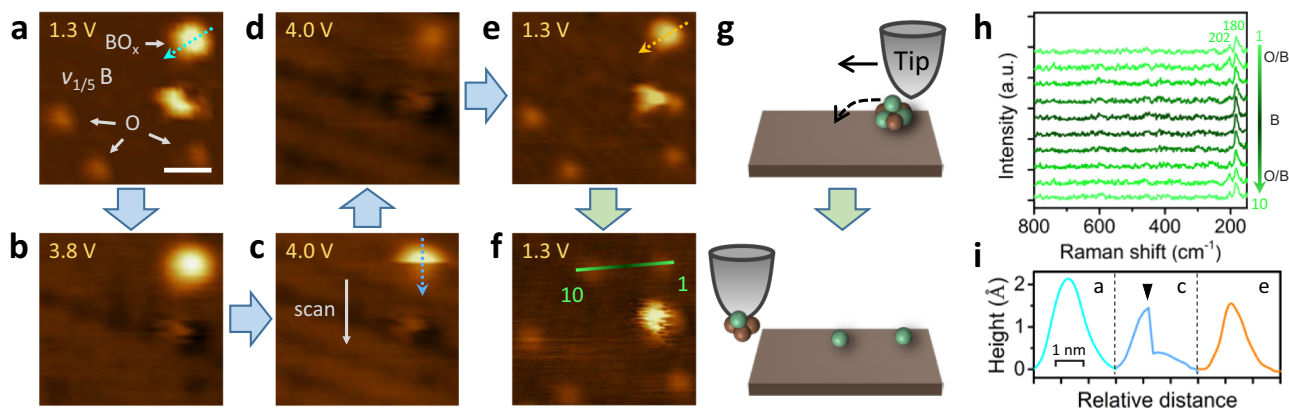 a
1.3 V
BOₓ
ν₁/₅ B
O
d
4.0 V
e
1.3 V
g
Tip
b
3.8 V
c
4.0 V
scan
f
1.3 V
10
1
h
Intensity (a.u.)
180
202
1
O/B
B
O/B
10
800
600
400
200
Raman shift (cm⁻¹)
i
Height (Å)
2
1
0
a
c
e
1 nm
Relative distance